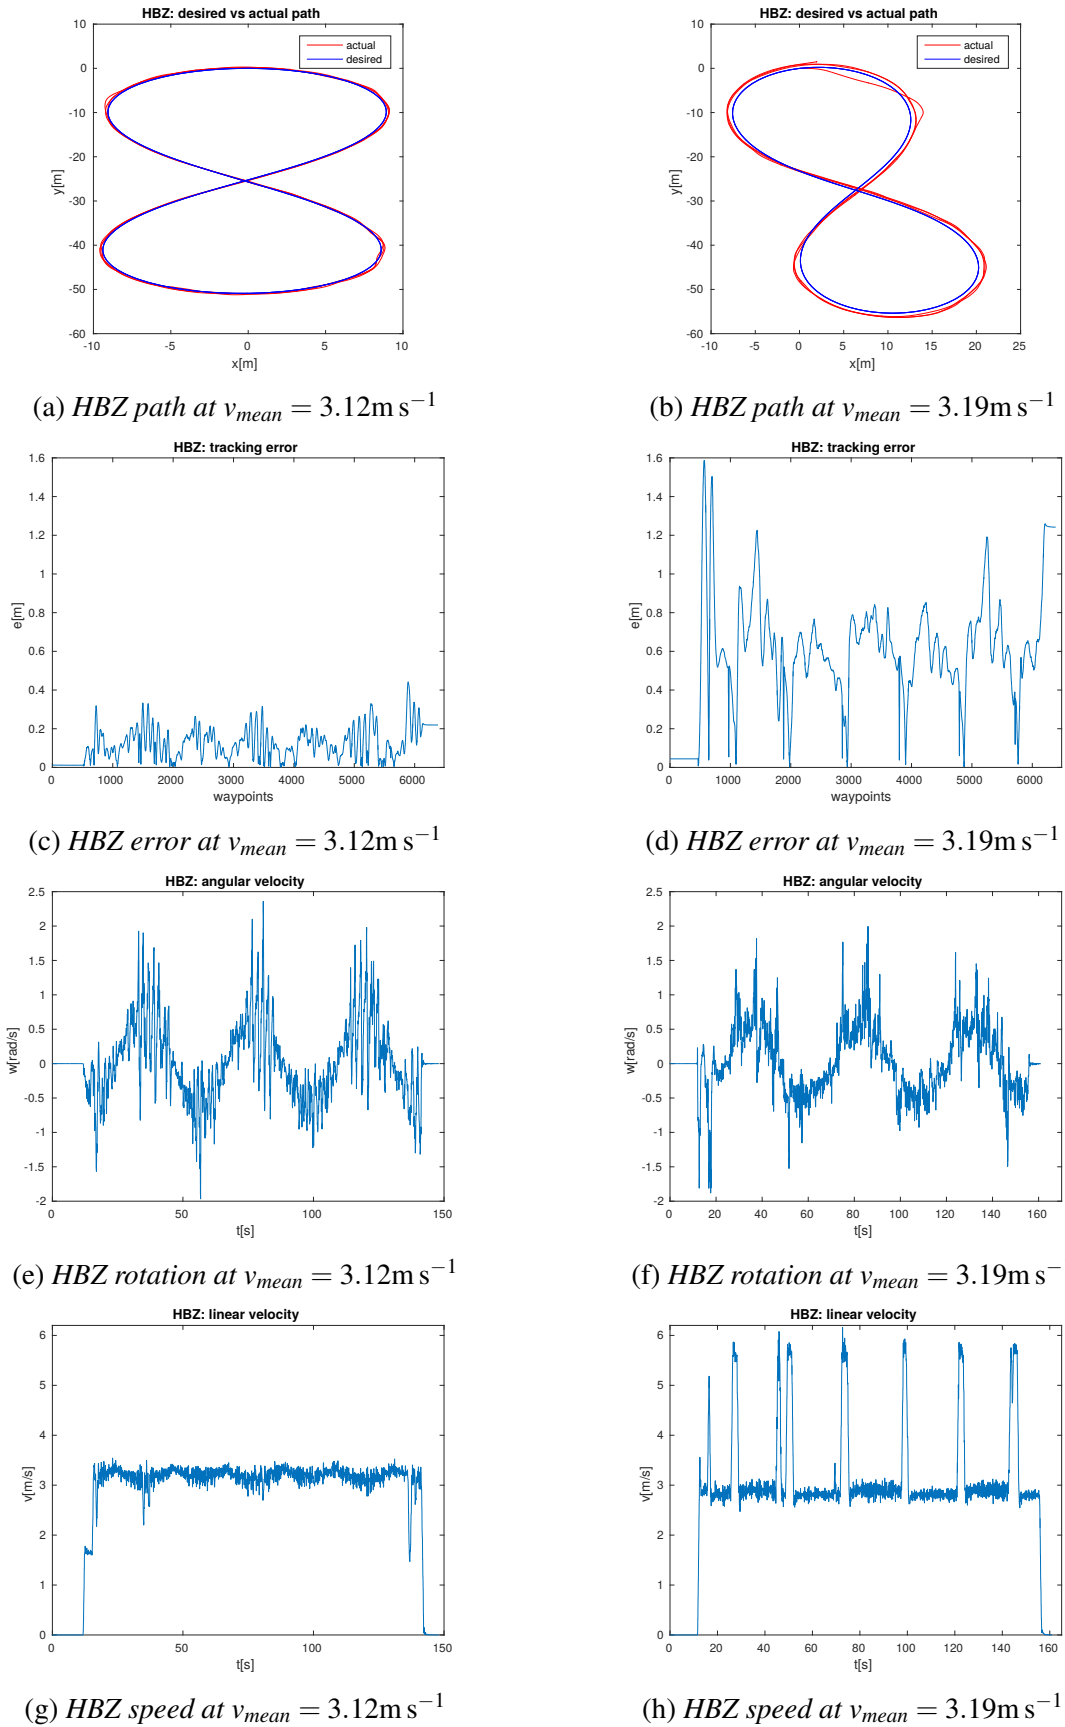 HBZ: desired vs actual path
10
0
-10
-20
-30
-40
-50
-60
y[m]
-10 -5 0 5 10
x[m]
actual
desired
(a) HBZ path at v_mean = 3.12m s⁻¹
HBZ: desired vs actual path
10
0
-10
-20
-30
-40
-50
-60
y[m]
-10 -5 0 5 10 15 20 25
x[m]
actual
desired
(b) HBZ path at v_mean = 3.19m s⁻¹
HBZ: tracking error
1.6
1.4
1.2
1
0.8
0.6
0.4
0.2
0
e[m]
0 1000 2000 3000 4000 5000 6000
waypoints
(c) HBZ error at v_mean = 3.12m s⁻¹
HBZ: tracking error
1.6
1.4
1.2
1
0.8
0.6
0.4
0.2
0
e[m]
0 1000 2000 3000 4000 5000 6000
waypoints
(d) HBZ error at v_mean = 3.19m s⁻¹
HBZ: angular velocity
2.5
2
1.5
1
0.5
0
-0.5
-1
-1.5
-2
w[rad/s]
0 50 100 150
t[s]
(e) HBZ rotation at v_mean = 3.12m s⁻¹
HBZ: angular velocity
2.5
2
1.5
1
0.5
0
-0.5
-1
-1.5
-2
w[rad/s]
0 20 40 60 80 100 120 140 160
t[s]
(f) HBZ rotation at v_mean = 3.19m s⁻
HBZ: linear velocity
6
5
4
3
2
1
0
v[m/s]
0 50 100 150
t[s]
(g) HBZ speed at v_mean = 3.12m s⁻¹
HBZ: linear velocity
6
5
4
3
2
1
0
v[m/s]
0 20 40 60 80 100 120 140 160
t[s]
(h) HBZ speed at v_mean = 3.19m s⁻¹